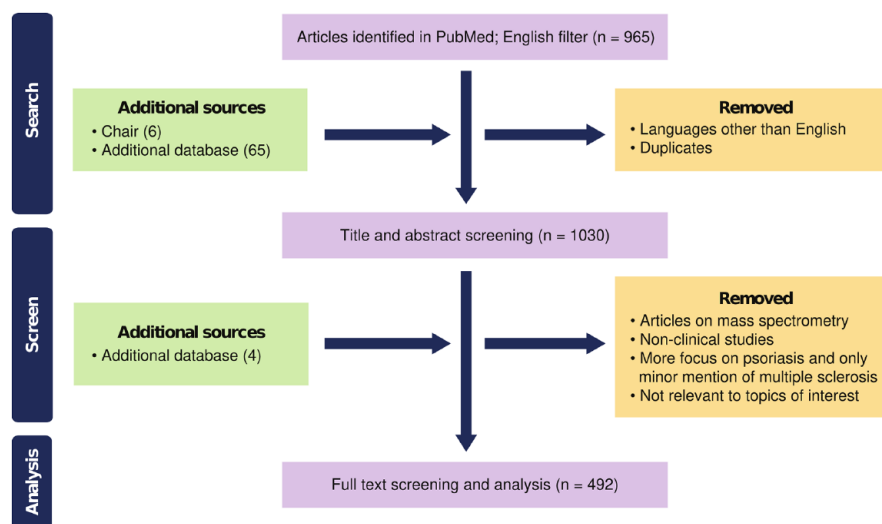 Search
Articles identified in PubMed; English filter (n = 965)
Additional sources
• Chair (6)
• Additional database (65)
Removed
• Languages other than English
• Duplicates
Title and abstract screening (n = 1030)
Screen
Additional sources
• Additional database (4)
Removed
• Articles on mass spectrometry
• Non-clinical studies
• More focus on psoriasis and only
minor mention of multiple sclerosis
• Not relevant to topics of interest
Analysis
Full text screening and analysis (n = 492)